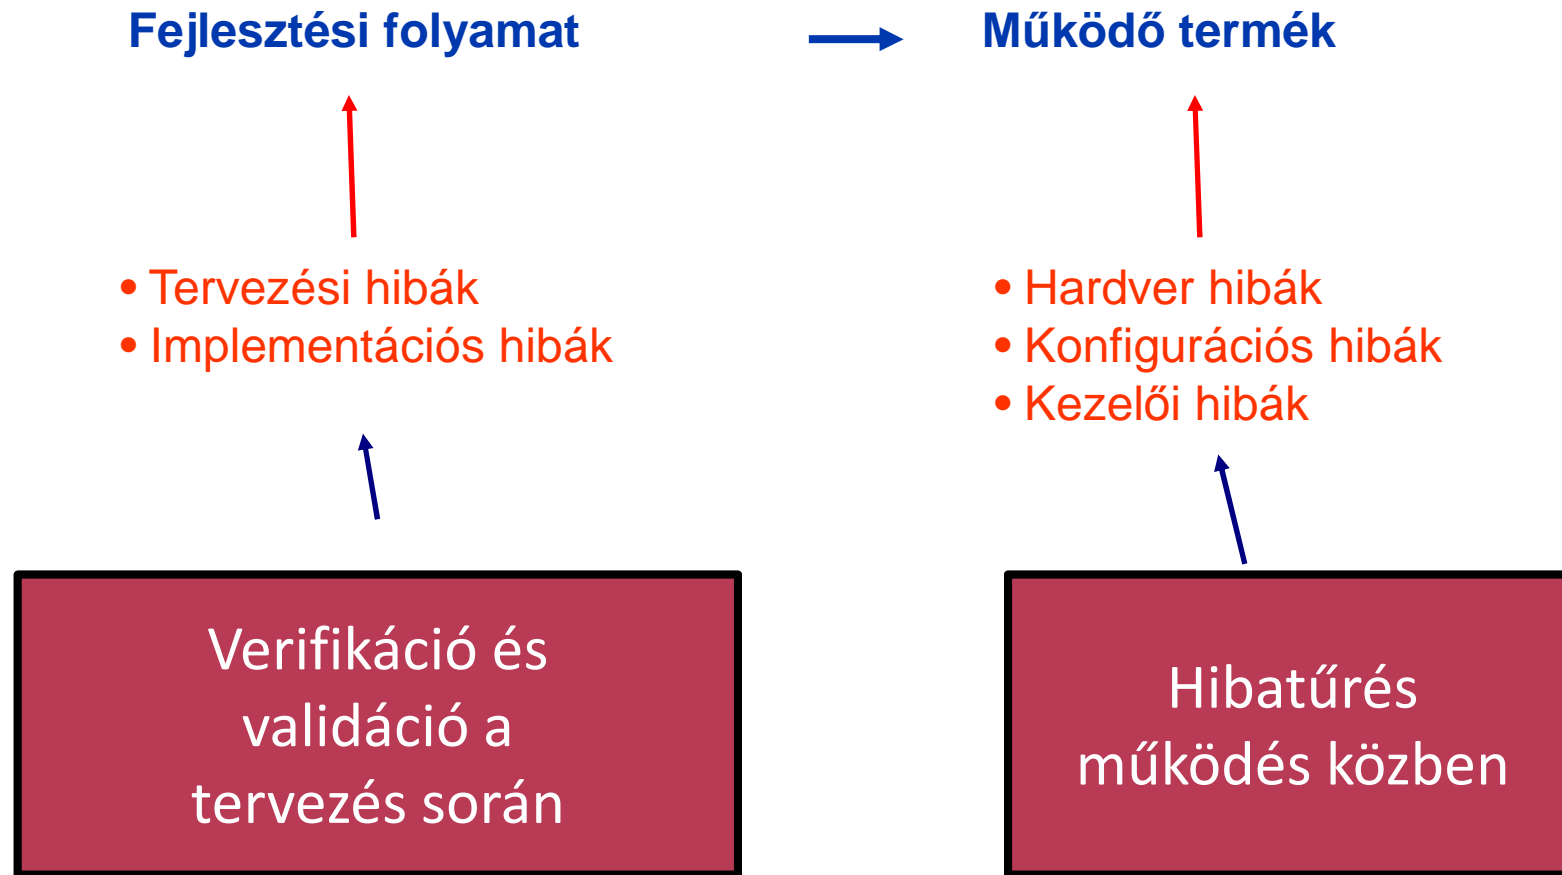 Fejlesztési folyamat
Működő termék
• Tervezési hibák
• Implementációs hibák
• Hardver hibák
• Konfigurációs hibák
• Kezelői hibák
Verifikáció és
validáció a
tervezés során
Hibatűrés
működés közben